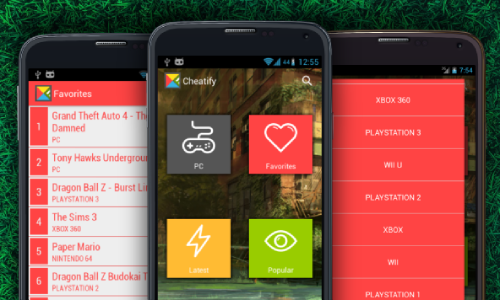 Favorites
1
Grand Theft Auto 4 - The
Damned
PC
2
Tony Hawks Underground
PC
3
Dragon Ball Z - Burst Li
PLAYSTATION 3
4
The Sims 3
XBOX 360
5
Paper Mario
NINTENDO 64
6
Dragon Ball Z Budokai T
PLAYSTATION 2
12:55
Cheatify
PC
Favorites
Latest
Popular
7:54
XBOX 360
PLAYSTATION 3
WII U
PLAYSTATION 2
XBOX
WII
PLAYSTATION 1